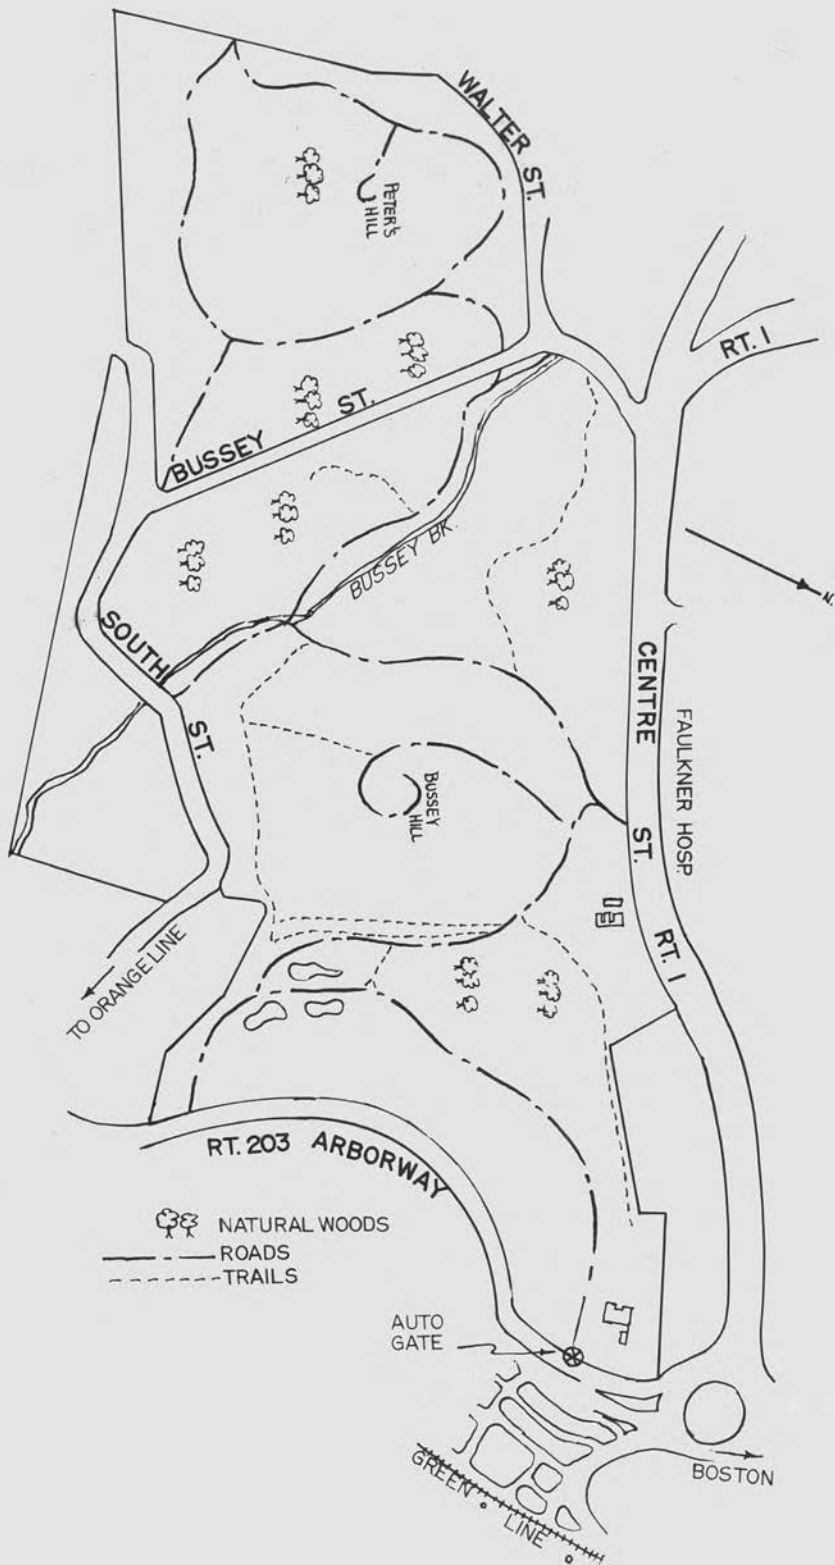 WALTER ST.
PETER'S
HILL
RT. 1
BUSSEY ST.
BUSSEY BK.
N.
SOUTH ST.
CENTRE ST.
FAULKNER HOSP.
BUSSEY
HILL
RT. 1
TO ORANGE LINE
RT. 203 ARBORWAY
NATURAL WOODS
ROADS
TRAILS
AUTO
GATE
BOSTON
GREEN LINE